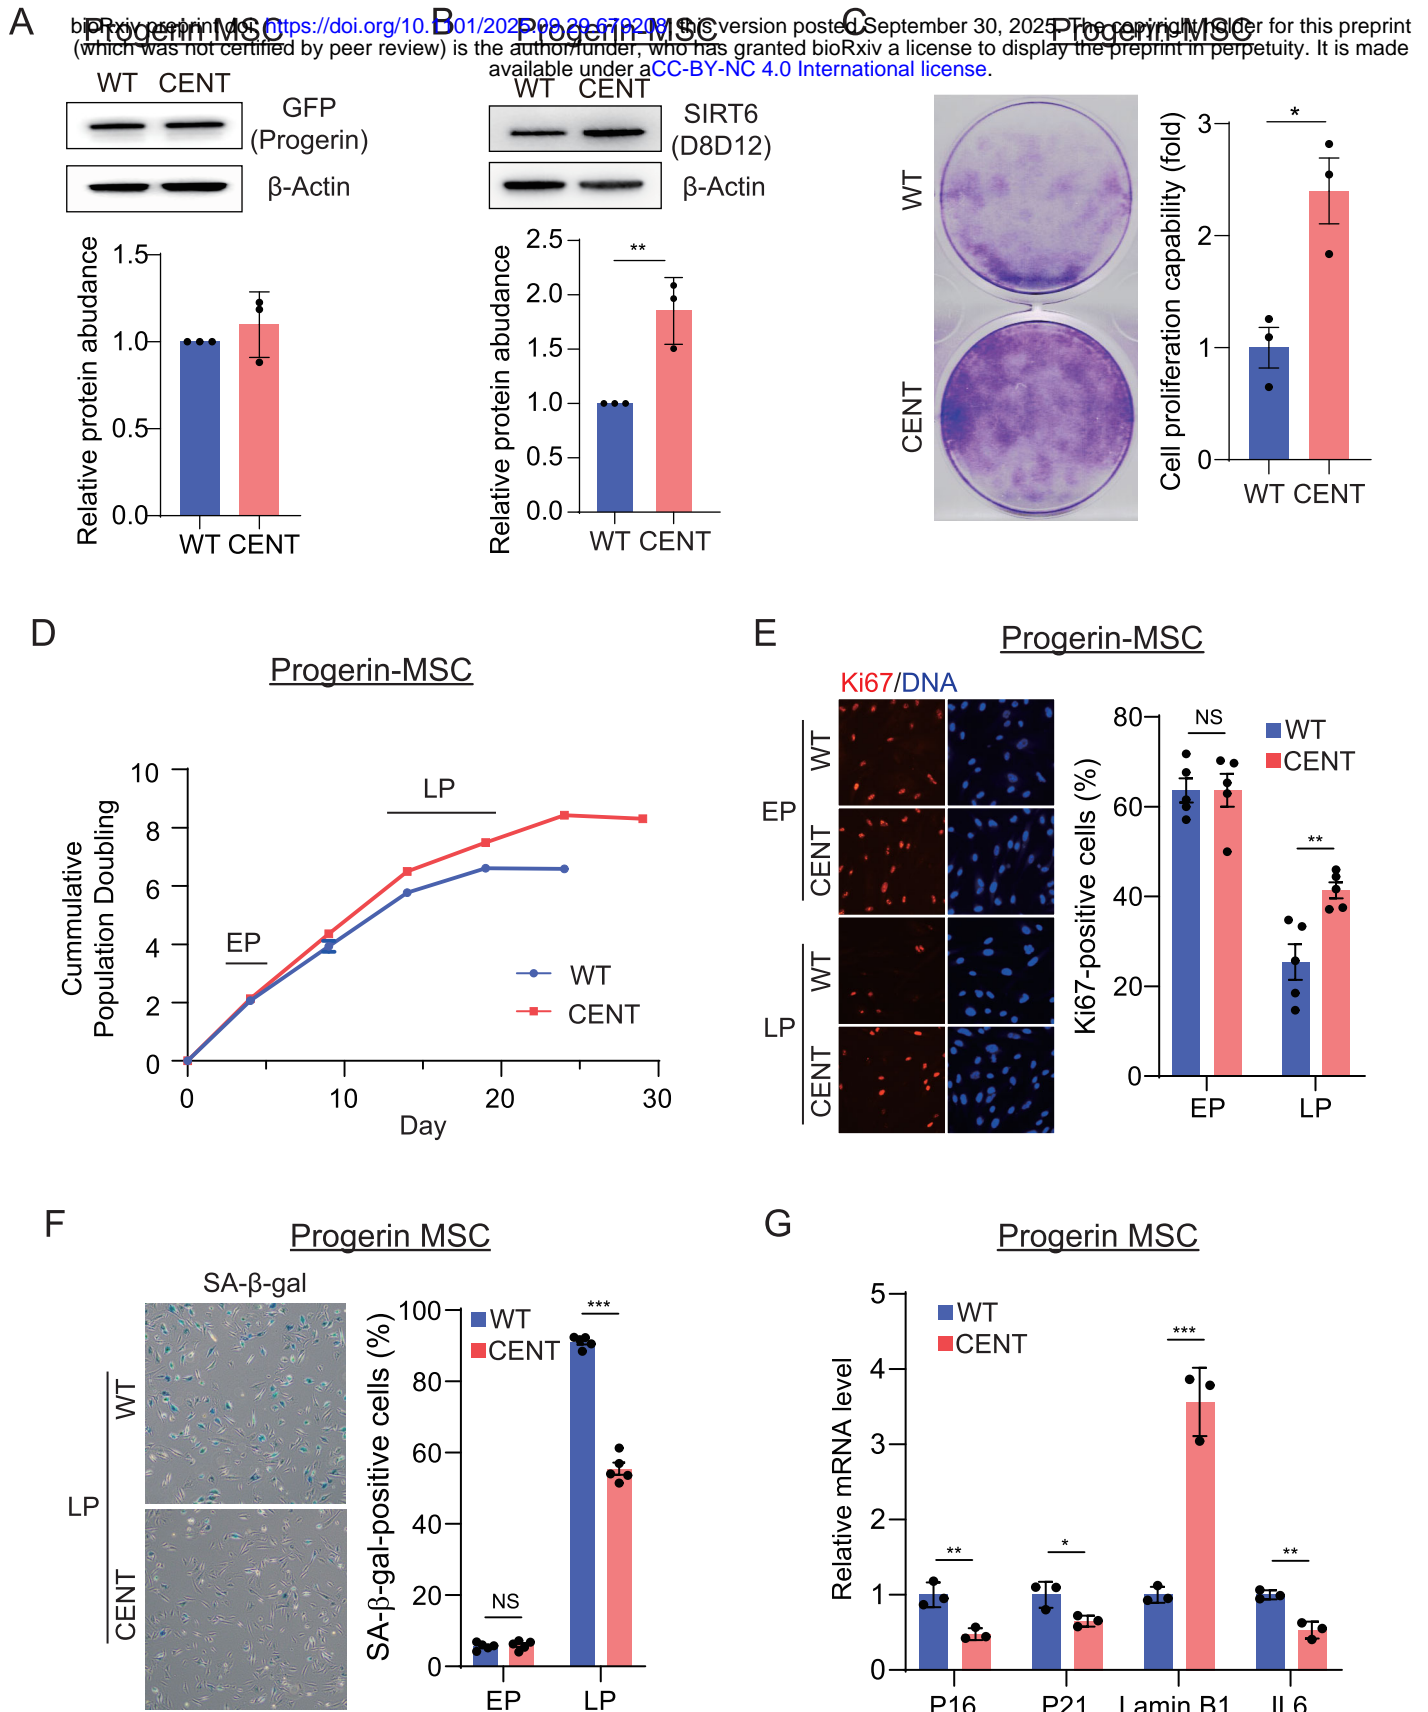 A
B
C
bioRxiv preprint doi: https://doi.org/10.1101/2025.09.29.679208; this version posted September 30, 2025. The copyright holder for this preprint
(which was not certified by peer review) is the author/funder, who has granted bioRxiv a license to display the preprint in perpetuity. It is made
available under aCC-BY-NC 4.0 International license.
Progerin MSC
Progerin-MSC
Progerin-MSC
WT CENT
GFP
(Progerin)
β-Actin
Relative protein abudance
1.5
1.0
0.5
0.0
WT CENT
WT CENT
SIRT6
(D8D12)
β-Actin
Relative protein abudance
2.5
2.0
1.5
1.0
0.5
0.0
**
WT CENT
WT
CENT
Cell proliferation capability (fold)
3
2
1
0
*
WT CENT
D
Progerin-MSC
Cummulative
Population Doubling
10
8
6
4
2
0
EP
LP
WT
CENT
0 10 20 30
Day
E
Progerin-MSC
Ki67/DNA
EP
WT
CENT
LP
WT
CENT
Ki67-positive cells (%)
80
60
40
20
0
NS
**
WT
CENT
EP LP
F
Progerin MSC
SA-β-gal
LP
WT
CENT
SA-β-gal-positive cells (%)
100
80
60
40
20
0
WT
CENT
NS
***
EP LP
G
Progerin MSC
Relative mRNA level
5
4
3
2
1
0
WT
CENT
**
*
***
**
P16 P21 Lamin B1 IL6